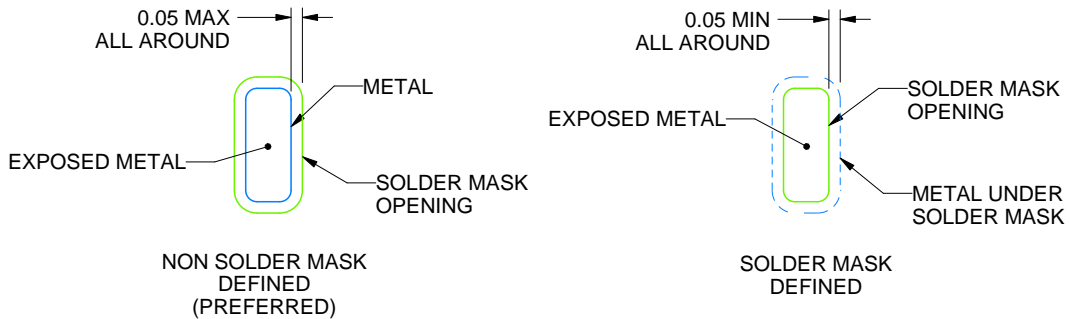 0.05 MAX
ALL AROUND
METAL
EXPOSED METAL
SOLDER MASK
OPENING
NON SOLDER MASK
DEFINED
(PREFERRED)
0.05 MIN
ALL AROUND
SOLDER MASK
OPENING
EXPOSED METAL
METAL UNDER
SOLDER MASK
SOLDER MASK
DEFINED